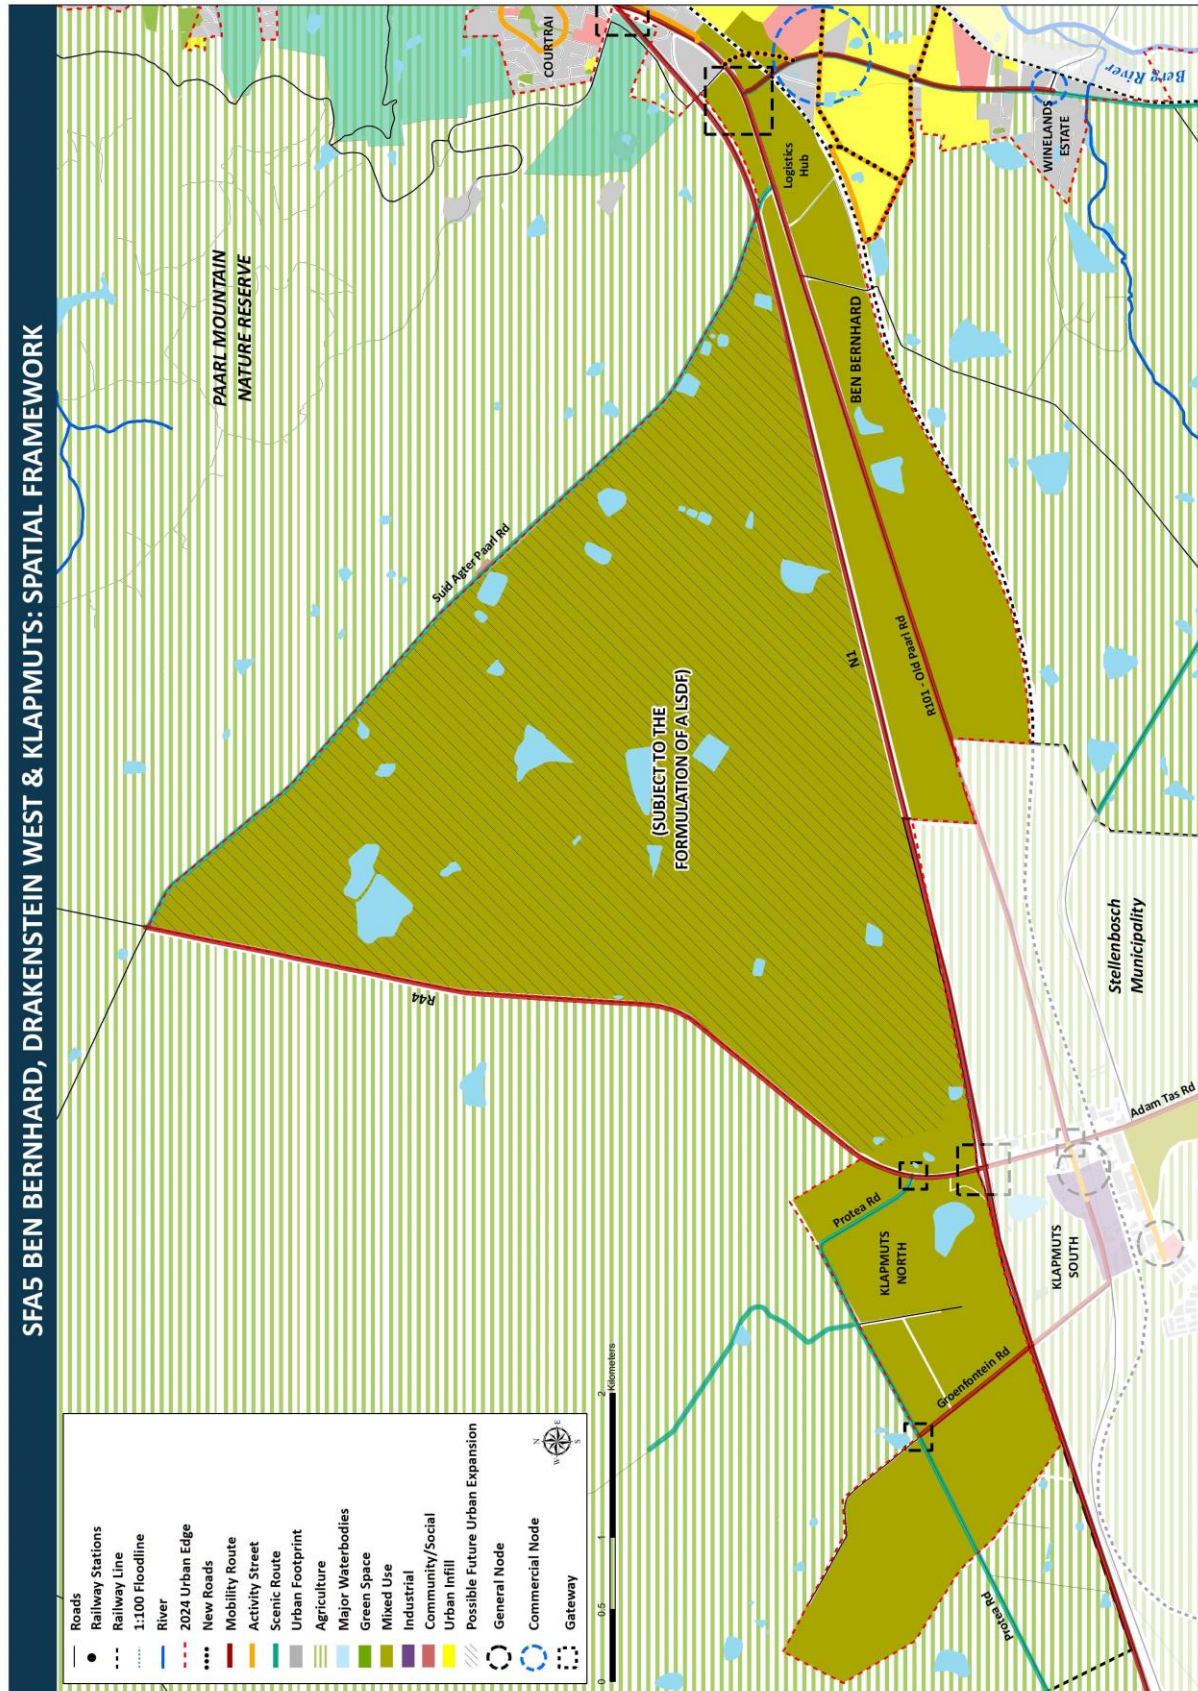 SFA5 BEN BERNHARD, DRAKENSTEIN WEST & KLAPMUTS: SPATIAL FRAMEWORK
Roads
Railway Stations
Railway Line
1:100 Floodline
River
2024 Urban Edge
New Roads
Mobility Route
Activity Street
Scenic Route
Urban Footprint
Agriculture
Major Waterbodies
Green Space
Mixed Use
Industrial
Community/Social
Urban Infill
Possible Future Urban Expansion
General Node
Commercial Node
Gateway
N
W
E
S
0
0.5
1
2
Kilometers
PAARL MOUNTAIN
NATURE RESERVE
COURTRAI
Suid Agter Paarl Rd
R44
(SUBJECT TO THE
FORMULATION OF A LSDF)
N1
R101 - Old Paarl Rd
BEN BERNHARD
Logistics
Hub
WINELANDS
ESTATE
Berg River
Protea Rd
KLAPMUTS
NORTH
Groenfontein Rd
Protea Rd
KLAPMUTS
SOUTH
Adam Tas Rd
Stellenbosch
Municipality